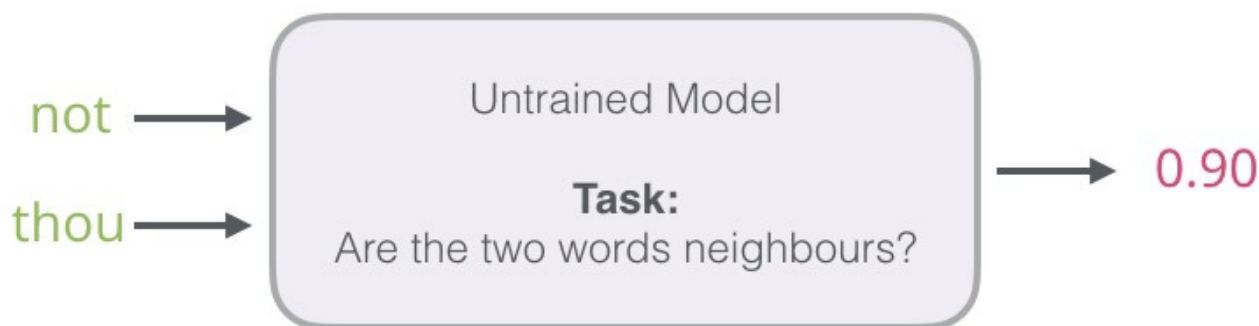 not
thou
Untrained Model
Task:
Are the two words neighbours?
0.90